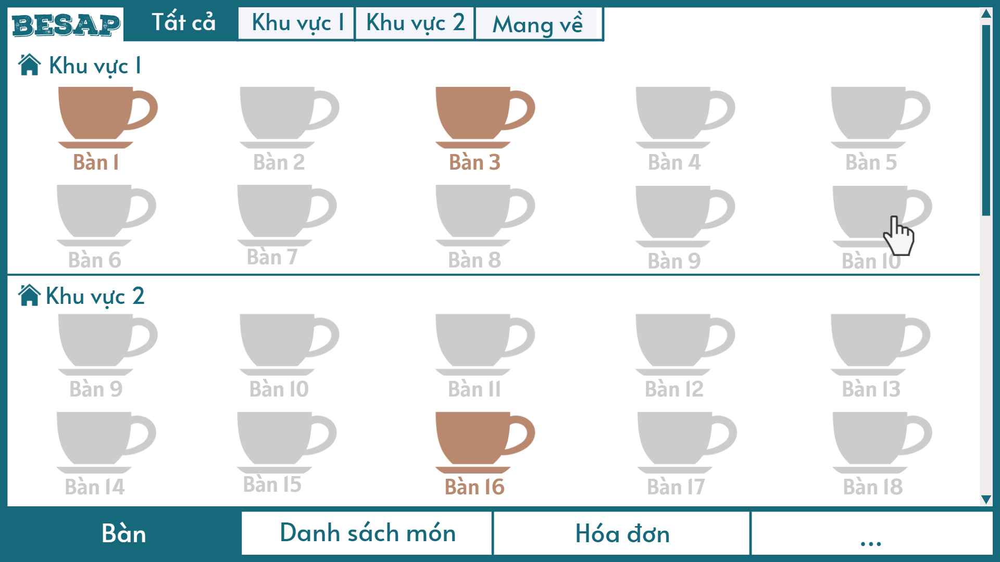 BESAP
Tất cả
Khu vực 1
Khu vực 2
Mang về
Khu vực 1
Bàn 1
Bàn 2
Bàn 3
Bàn 4
Bàn 5
Bàn 6
Bàn 7
Bàn 8
Bàn 9
Bàn 10
Khu vực 2
Bàn 9
Bàn 10
Bàn 11
Bàn 12
Bàn 13
Bàn 14
Bàn 15
Bàn 16
Bàn 17
Bàn 18
Bàn
Danh sách món
Hóa đơn
...